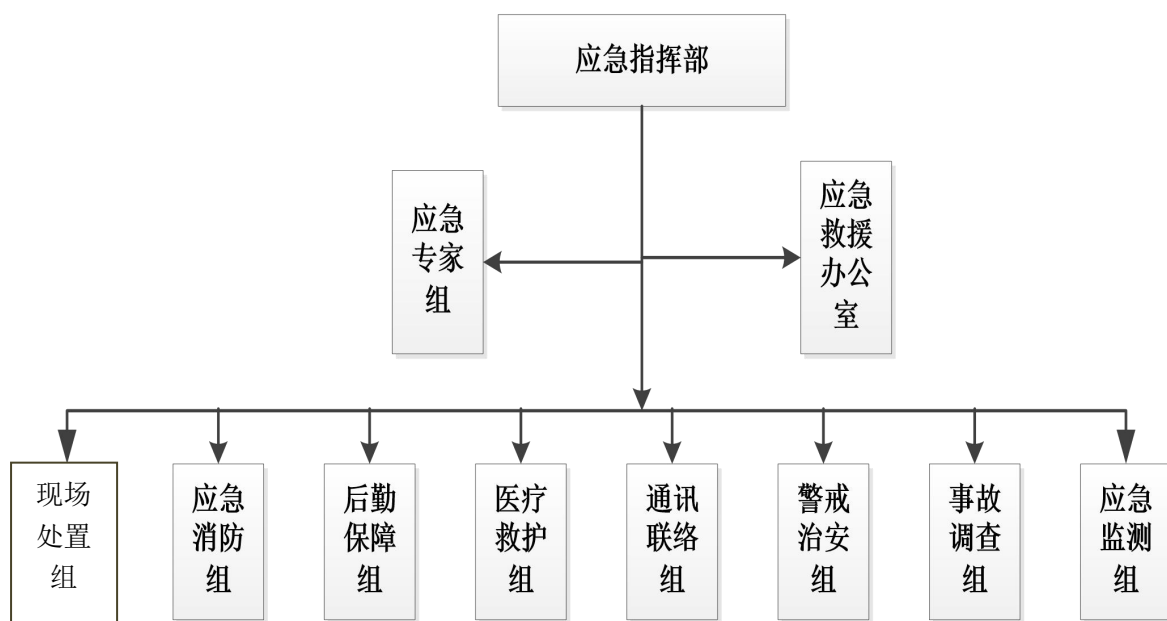 应急指挥部
应急
专家
组
应急
救援
办公
室
现场
处置
组
应急
消防
组
后勤
保障
组
医疗
救护
组
通讯
联络
组
警戒
治安
组
事故
调查
组
应急
监测
组